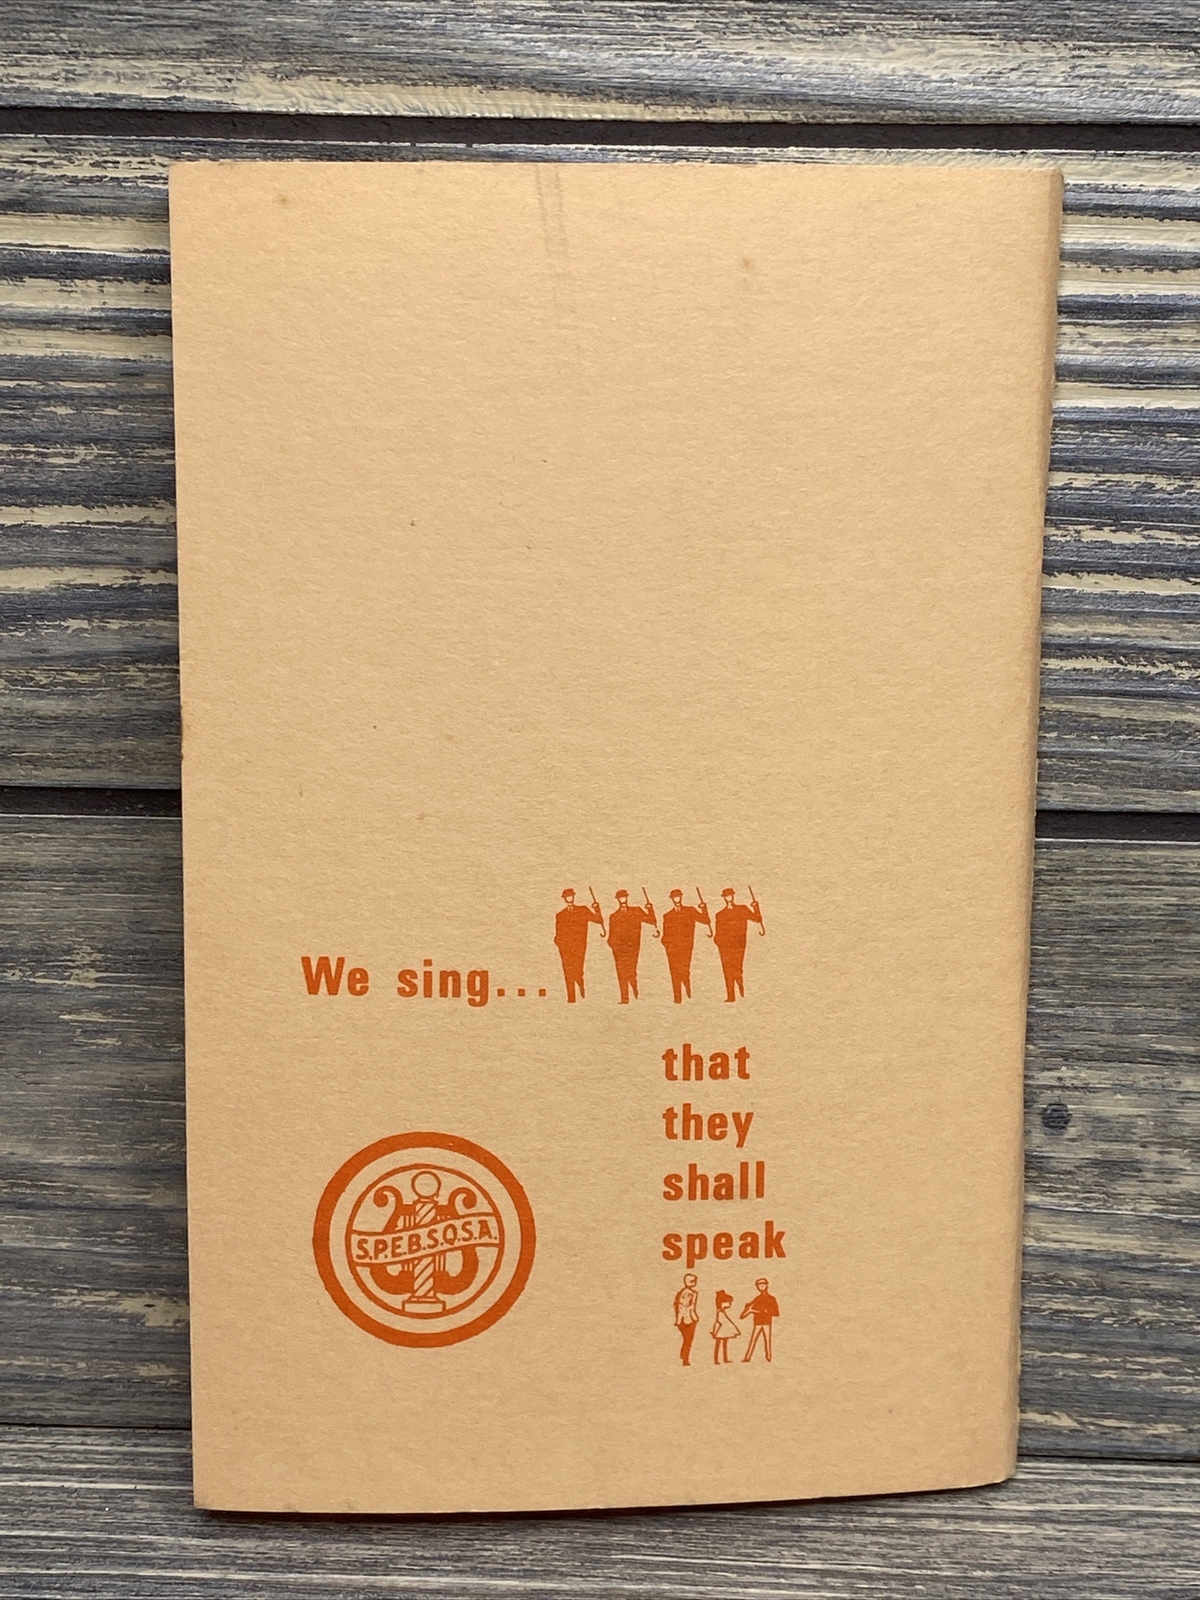 We sing...
that
they
shall
speak
S.P.E.B.S.Q.S.A.